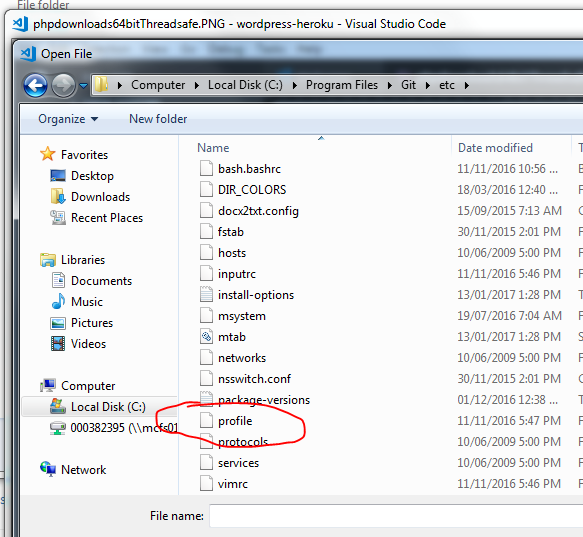 File folder
phpdownloads64bitThreadsafe.PNG - wordpress-heroku - Visual Studio Code
Open File
Computer Local Disk (C:) Program Files Git etc
Organize New folder
Favorites
Desktop
Downloads
Recent Places
Libraries
Documents
Music
Pictures
Videos
Computer
Local Disk (C:)
000382395 (\\mcfs01
Network
Name Date modified
bash.bashrc 11/11/2016 10:56 ...
DIR_COLORS 18/03/2016 12:40 ...
docx2txt.config 15/09/2015 7:13 AM
fstab 30/11/2015 2:01 PM
hosts 10/06/2009 5:00 PM
inputrc 11/11/2016 5:46 PM
install-options 13/01/2017 1:28 PM
msystem 19/07/2016 7:04 AM
mtab 13/01/2017 1:28 PM
networks 10/06/2009 5:00 PM
nsswitch.conf 30/11/2015 2:01 PM
package-versions 01/12/2016 12:38 ...
profile 11/11/2016 5:47 PM
protocols 10/06/2009 5:00 PM
services 10/06/2009 5:00 PM
vimrc 11/11/2016 5:46 PM
File name: